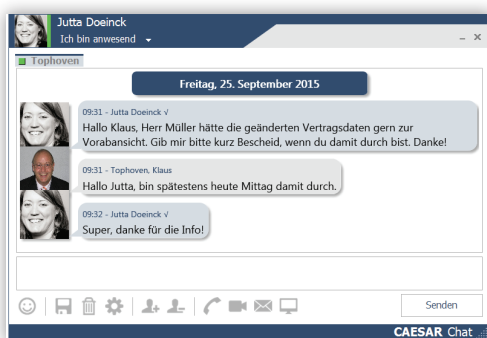 Jutta Doeinck
Ich bin anwesend
Tophoven
Freitag, 25. September 2015
09:31 - Jutta Doeinck √
Hallo Klaus, Herr Müller hätte die geänderten Vertragsdaten gern zur
Vorabansicht. Gib mir bitte kurz Bescheid, wenn du damit durch bist. Danke!
09:31 - Tophoven, Klaus
Hallo Jutta, bin spätestens heute Mittag damit durch.
09:32 - Jutta Doeinck √
Super, danke für die Info!
Senden
CAESAR Chat